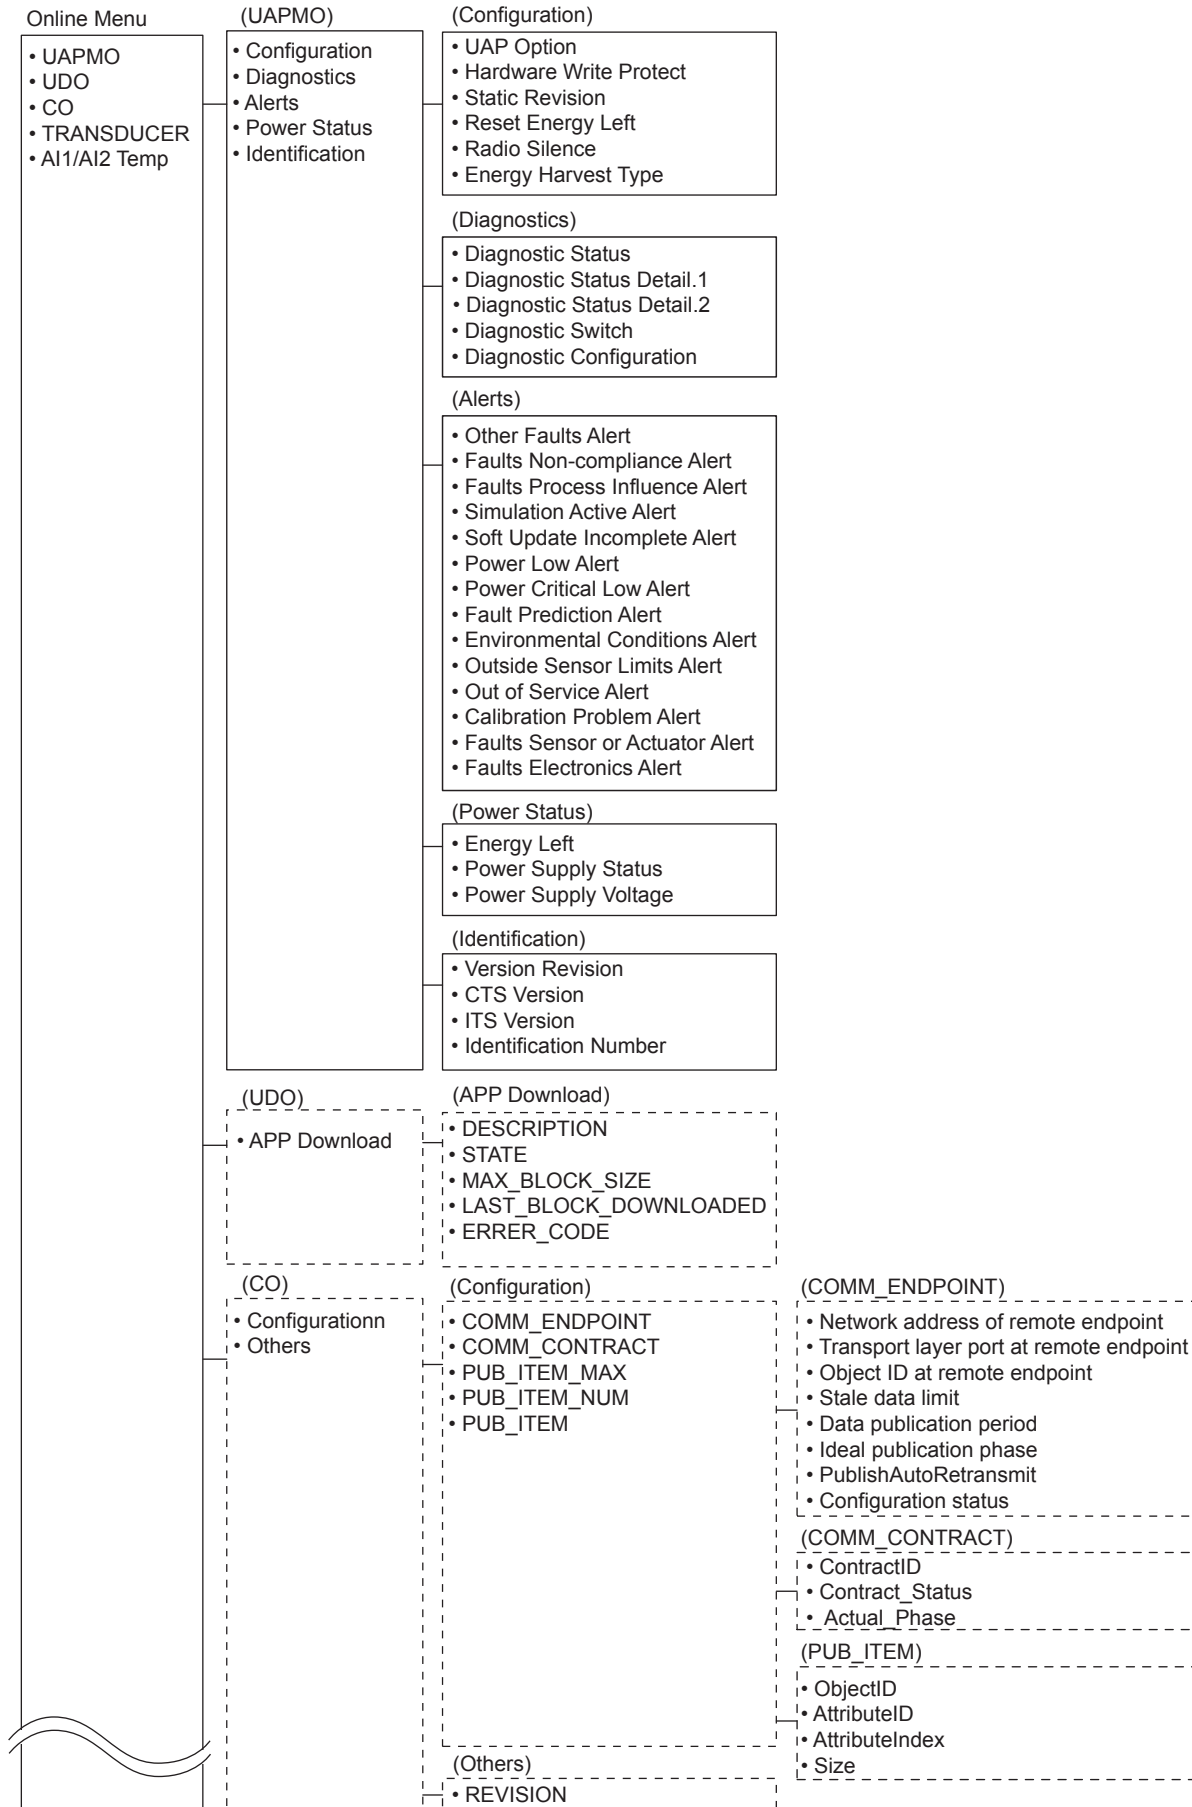 Online Menu
• UAPMO
• UDO
• CO
• TRANSDUCER
• AI1/AI2 Temp
(UAPMO)
• Configuration
• Diagnostics
• Alerts
• Power Status
• Identification
(Configuration)
• UAP Option
• Hardware Write Protect
• Static Revision
• Reset Energy Left
• Radio Silence
• Energy Harvest Type
(Diagnostics)
• Diagnostic Status
• Diagnostic Status Detail.1
• Diagnostic Status Detail.2
• Diagnostic Switch
• Diagnostic Configuration
(Alerts)
• Other Faults Alert
• Faults Non-compliance Alert
• Faults Process Influence Alert
• Simulation Active Alert
• Soft Update Incomplete Alert
• Power Low Alert
• Power Critical Low Alert
• Fault Prediction Alert
• Environmental Conditions Alert
• Outside Sensor Limits Alert
• Out of Service Alert
• Calibration Problem Alert
• Faults Sensor or Actuator Alert
• Faults Electronics Alert
(Power Status)
• Energy Left
• Power Supply Status
• Power Supply Voltage
(Identification)
• Version Revision
• CTS Version
• ITS Version
• Identification Number
(UDO)
• APP Download
(APP Download)
• DESCRIPTION
• STATE
• MAX_BLOCK_SIZE
• LAST_BLOCK_DOWNLOADED
• ERRER_CODE
(CO)
• Configurationn
• Others
(Configuration)
• COMM_ENDPOINT
• COMM_CONTRACT
• PUB_ITEM_MAX
• PUB_ITEM_NUM
• PUB_ITEM
(COMM_ENDPOINT)
• Network address of remote endpoint
• Transport layer port at remote endpoint
• Object ID at remote endpoint
• Stale data limit
• Data publication period
• Ideal publication phase
• PublishAutoRetransmit
• Configuration status
(COMM_CONTRACT)
• ContractID
• Contract_Status
• Actual_Phase
(PUB_ITEM)
• ObjectID
• AttributeID
• AttributeIndex
• Size
(Others)
• REVISION